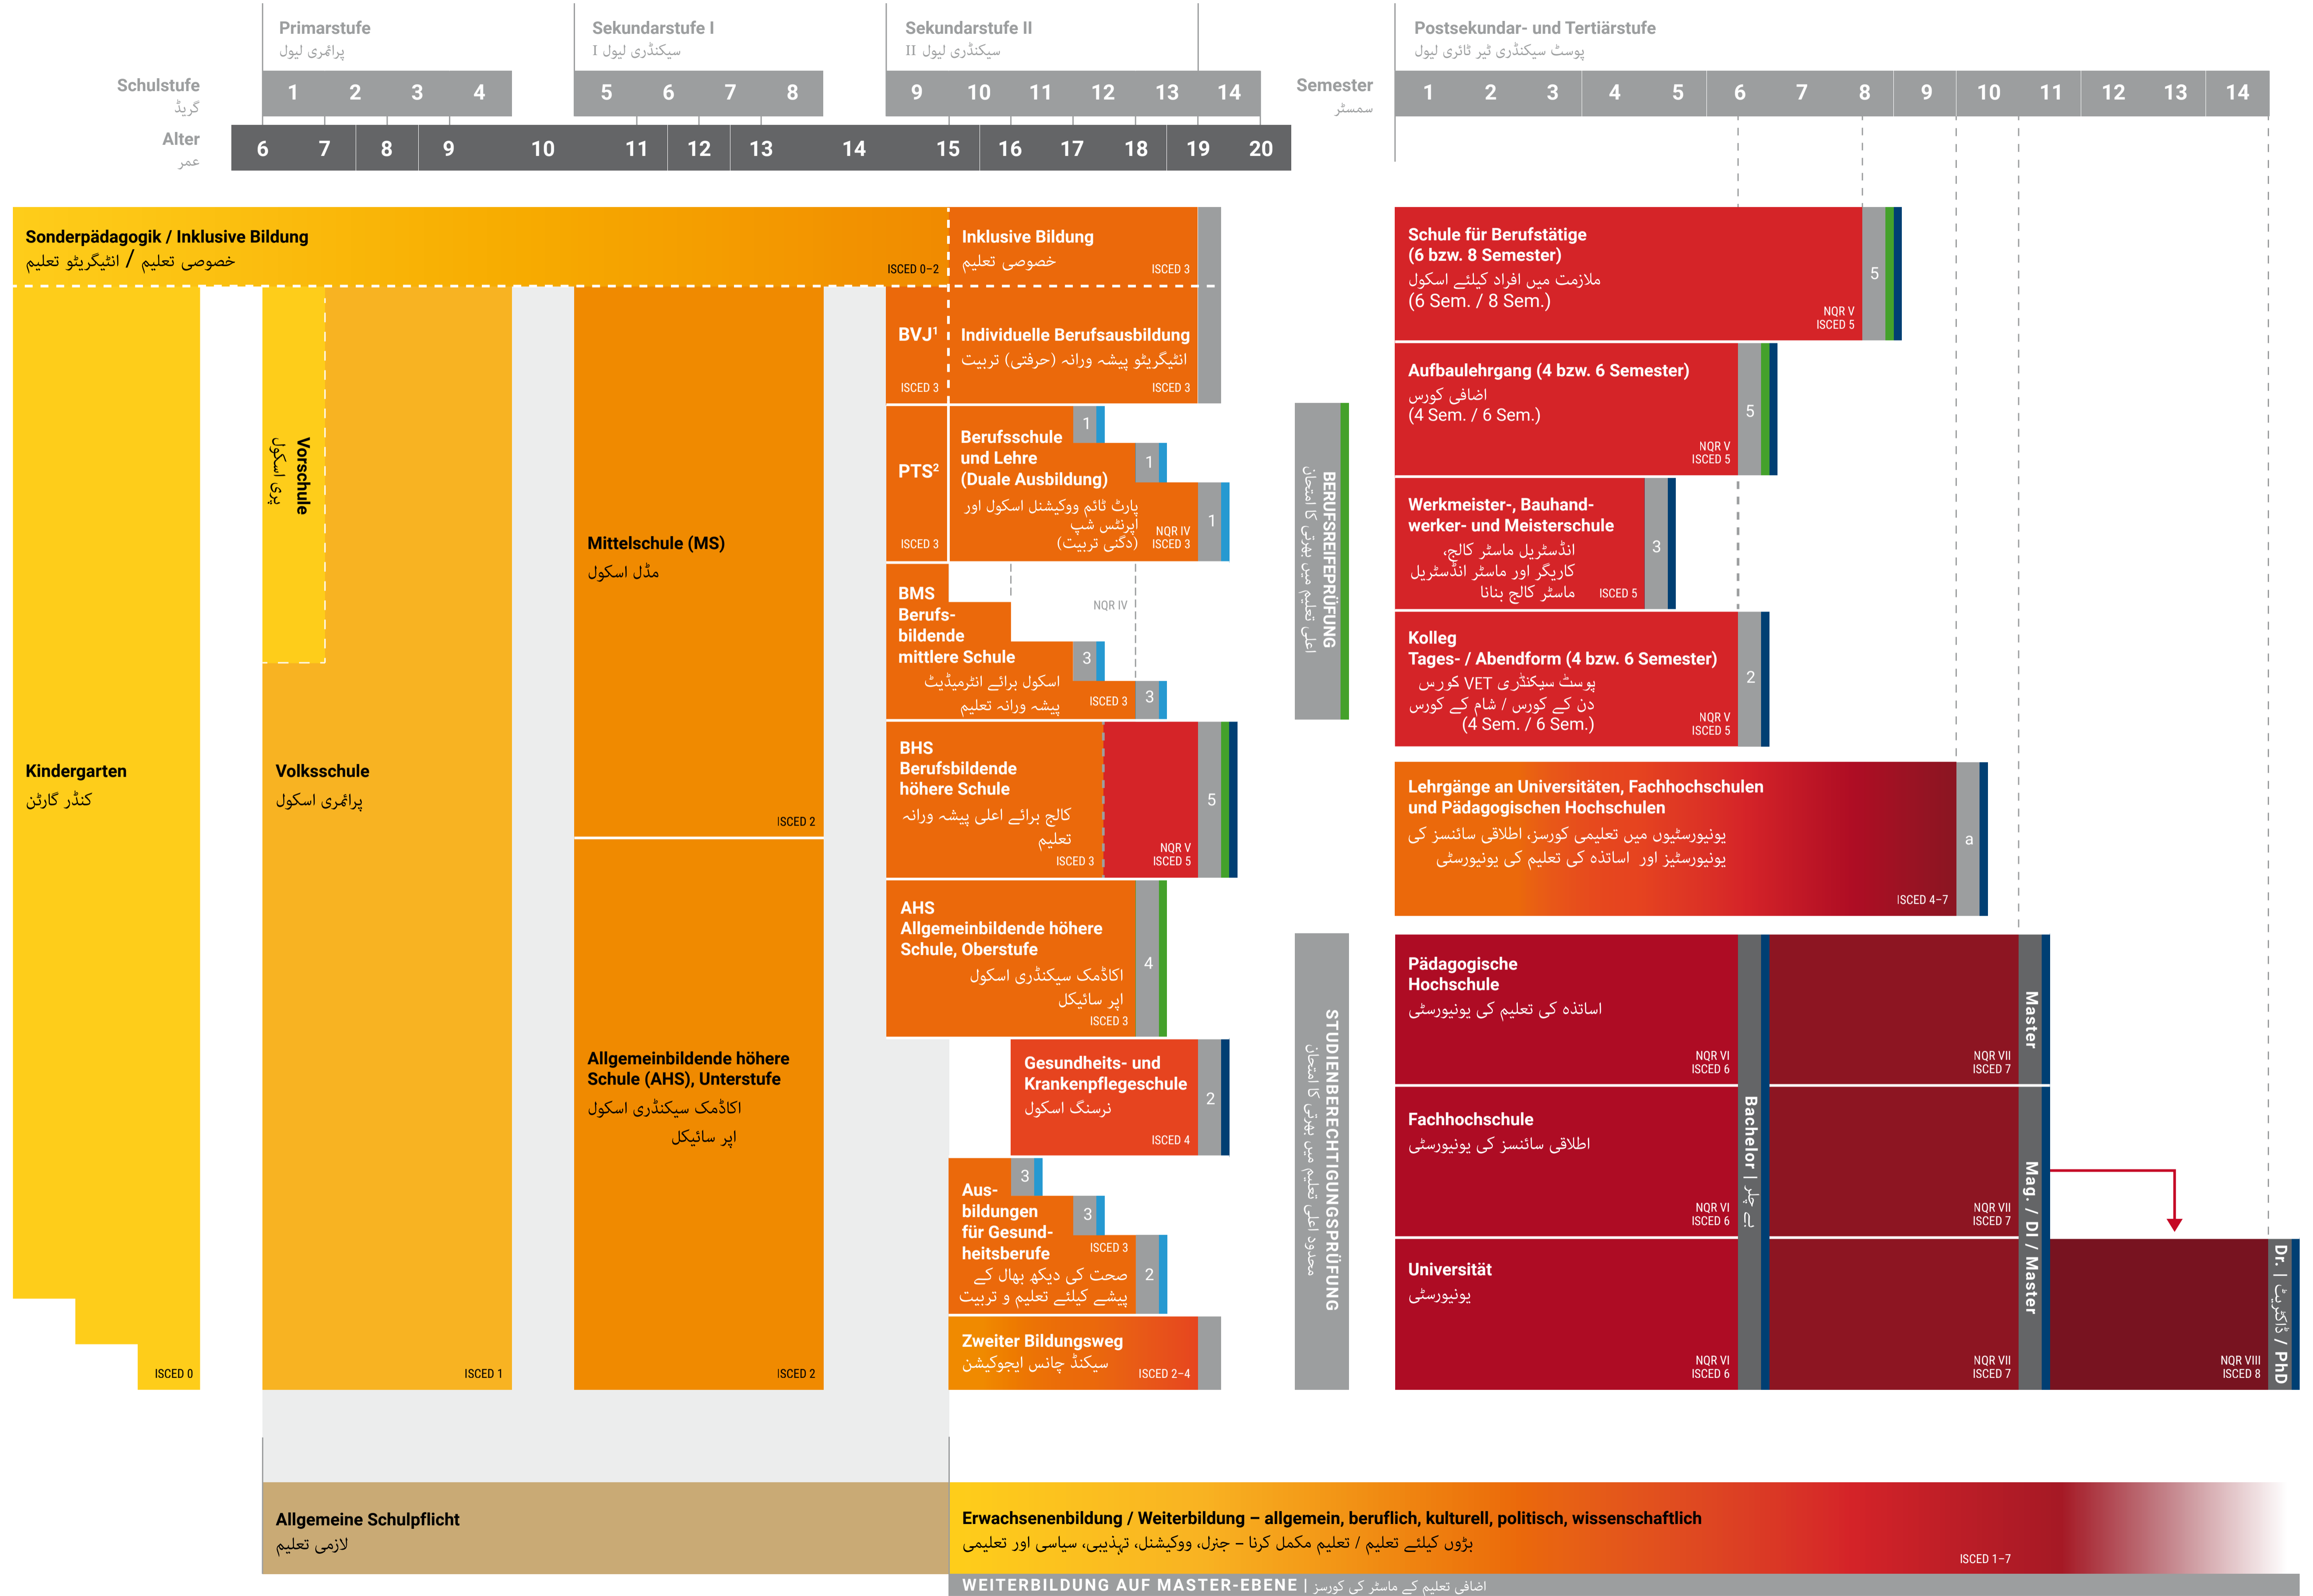 Primarstufe
پرائمری لیول
Sekundarstufe I
سیکنڈری لیول I
Sekundarstufe II
سیکنڈری لیول II
Postsekundar- und Tertiärstufe
پوسٹ سیکنڈری ٹیر ٹائری لیول
Schulstufe
گریڈ
1 2 3 4 5 6 7 8 9 10 11 12 13 14
Semester
سمسٹر
1 2 3 4 5 6 7 8 9 10 11 12 13 14
Alter
عمر
6 7 8 9 10 11 12 13 14 15 16 17 18 19 20
Sonderpädagogik / Inklusive Bildung
خصوصی تعلیم / انٹیگریٹو تعلیم
ISCED 0–2
Inklusive Bildung
خصوصی تعلیم
ISCED 3
Kindergarten
کنڈر گارٹن
ISCED 0
Vorschule
پری اسکول
Volksschule
پرائمری اسکول
ISCED 1
Mittelschule (MS)
مڈل اسکول
ISCED 2
Allgemeinbildende höhere
Schule (AHS), Unterstufe
اکاڈمک سیکنڈری اسکول
اپر سائیکل
ISCED 2
BVJ¹
ISCED 3
Individuelle Berufsausbildung
انٹیگریٹو پیشہ ورانہ (حرفتی) تربیت
ISCED 3
PTS²
ISCED 3
Berufsschule
und Lehre
(Duale Ausbildung)
پارٹ ٹائم ووکیشنل اسکول اور
اپرنٹس شپ
(دگنی تربیت)
NQR IV
ISCED 3
1
1
1
BMS
Berufs-
bildende
mittlere Schule
اسکول برائے انٹرمیڈیٹ
پیشہ ورانہ تعلیم
ISCED 3
NQR IV
3
3
BHS
Berufsbildende
höhere Schule
کالج برائے اعلی پیشہ ورانہ
تعلیم
ISCED 3
NQR V
ISCED 5
5
AHS
Allgemeinbildende höhere
Schule, Oberstufe
اکاڈمک سیکنڈری اسکول
اپر سائیکل
ISCED 3
4
Gesundheits- und
Krankenpflegeschule
نرسنگ اسکول
ISCED 4
2
Aus-
bildungen
für Gesund-
heitsberufe
صحت کی دیکھ بھال کے
پیشے کیلئے تعلیم و تربیت
ISCED 3
3
3
2
Zweiter Bildungsweg
سیکنڈ چانس ایجوکیشن
ISCED 2–4
BERUFSREIFEPRÜFUNG
اعلی تعلیم میں بھرتی کا امتحان
STUDIENBERECHTIGUNGSPRÜFUNG
محدود اعلی تعلیم میں بھرتی کا امتحان
Schule für Berufstätige
(6 bzw. 8 Semester)
ملازمت میں افراد کیلئے اسکول
(6 Sem. / 8 Sem.)
NQR V
ISCED 5
5
Aufbaulehrgang (4 bzw. 6 Semester)
اضافی کورس
(4 Sem. / 6 Sem.)
NQR V
ISCED 5
5
Werkmeister-, Bauhand-
werker- und Meisterschule
انڈسٹریل ماسٹر کالج،
کاریگر اور ماسٹر انڈسٹریل
ماسٹر کالج بنانا
ISCED 5
3
Kolleg
Tages- / Abendform (4 bzw. 6 Semester)
پوسٹ سیکنڈری VET کورس
دن کے کورس / شام کے کورس
(4 Sem. / 6 Sem.)
NQR V
ISCED 5
2
Lehrgänge an Universitäten, Fachhochschulen
und Pädagogischen Hochschulen
یونیورسٹیوں میں تعلیمی کورسز، اطلاقی سائنسز کی
یونیورسٹیز اور اساتذہ کی تعلیم کی یونیورسٹی
ISCED 4–7
a
Pädagogische
Hochschule
اساتذہ کی تعلیم کی یونیورسٹی
NQR VI
ISCED 6
NQR VII
ISCED 7
Master
Fachhochschule
اطلاقی سائنسز کی یونیورسٹی
NQR VI
ISCED 6
NQR VII
ISCED 7
Bachelor | بے چلر
Mag. / DI / Master
Universität
یونیورسٹی
NQR VI
ISCED 6
NQR VII
ISCED 7
NQR VIII
ISCED 8
Dr. | ڈاکٹریٹ / PhD
Allgemeine Schulpflicht
لازمی تعلیم
Erwachsenenbildung / Weiterbildung – allgemein, beruflich, kulturell, politisch, wissenschaftlich
بڑوں کیلئے تعلیم / تعلیم مکمل کرنا – جنرل، ووکیشنل، تہذیبی، سیاسی اور تعلیمی
ISCED 1–7
WEITERBILDUNG AUF MASTER-EBENE | اضافی تعلیم کے ماسٹر کی کورسز